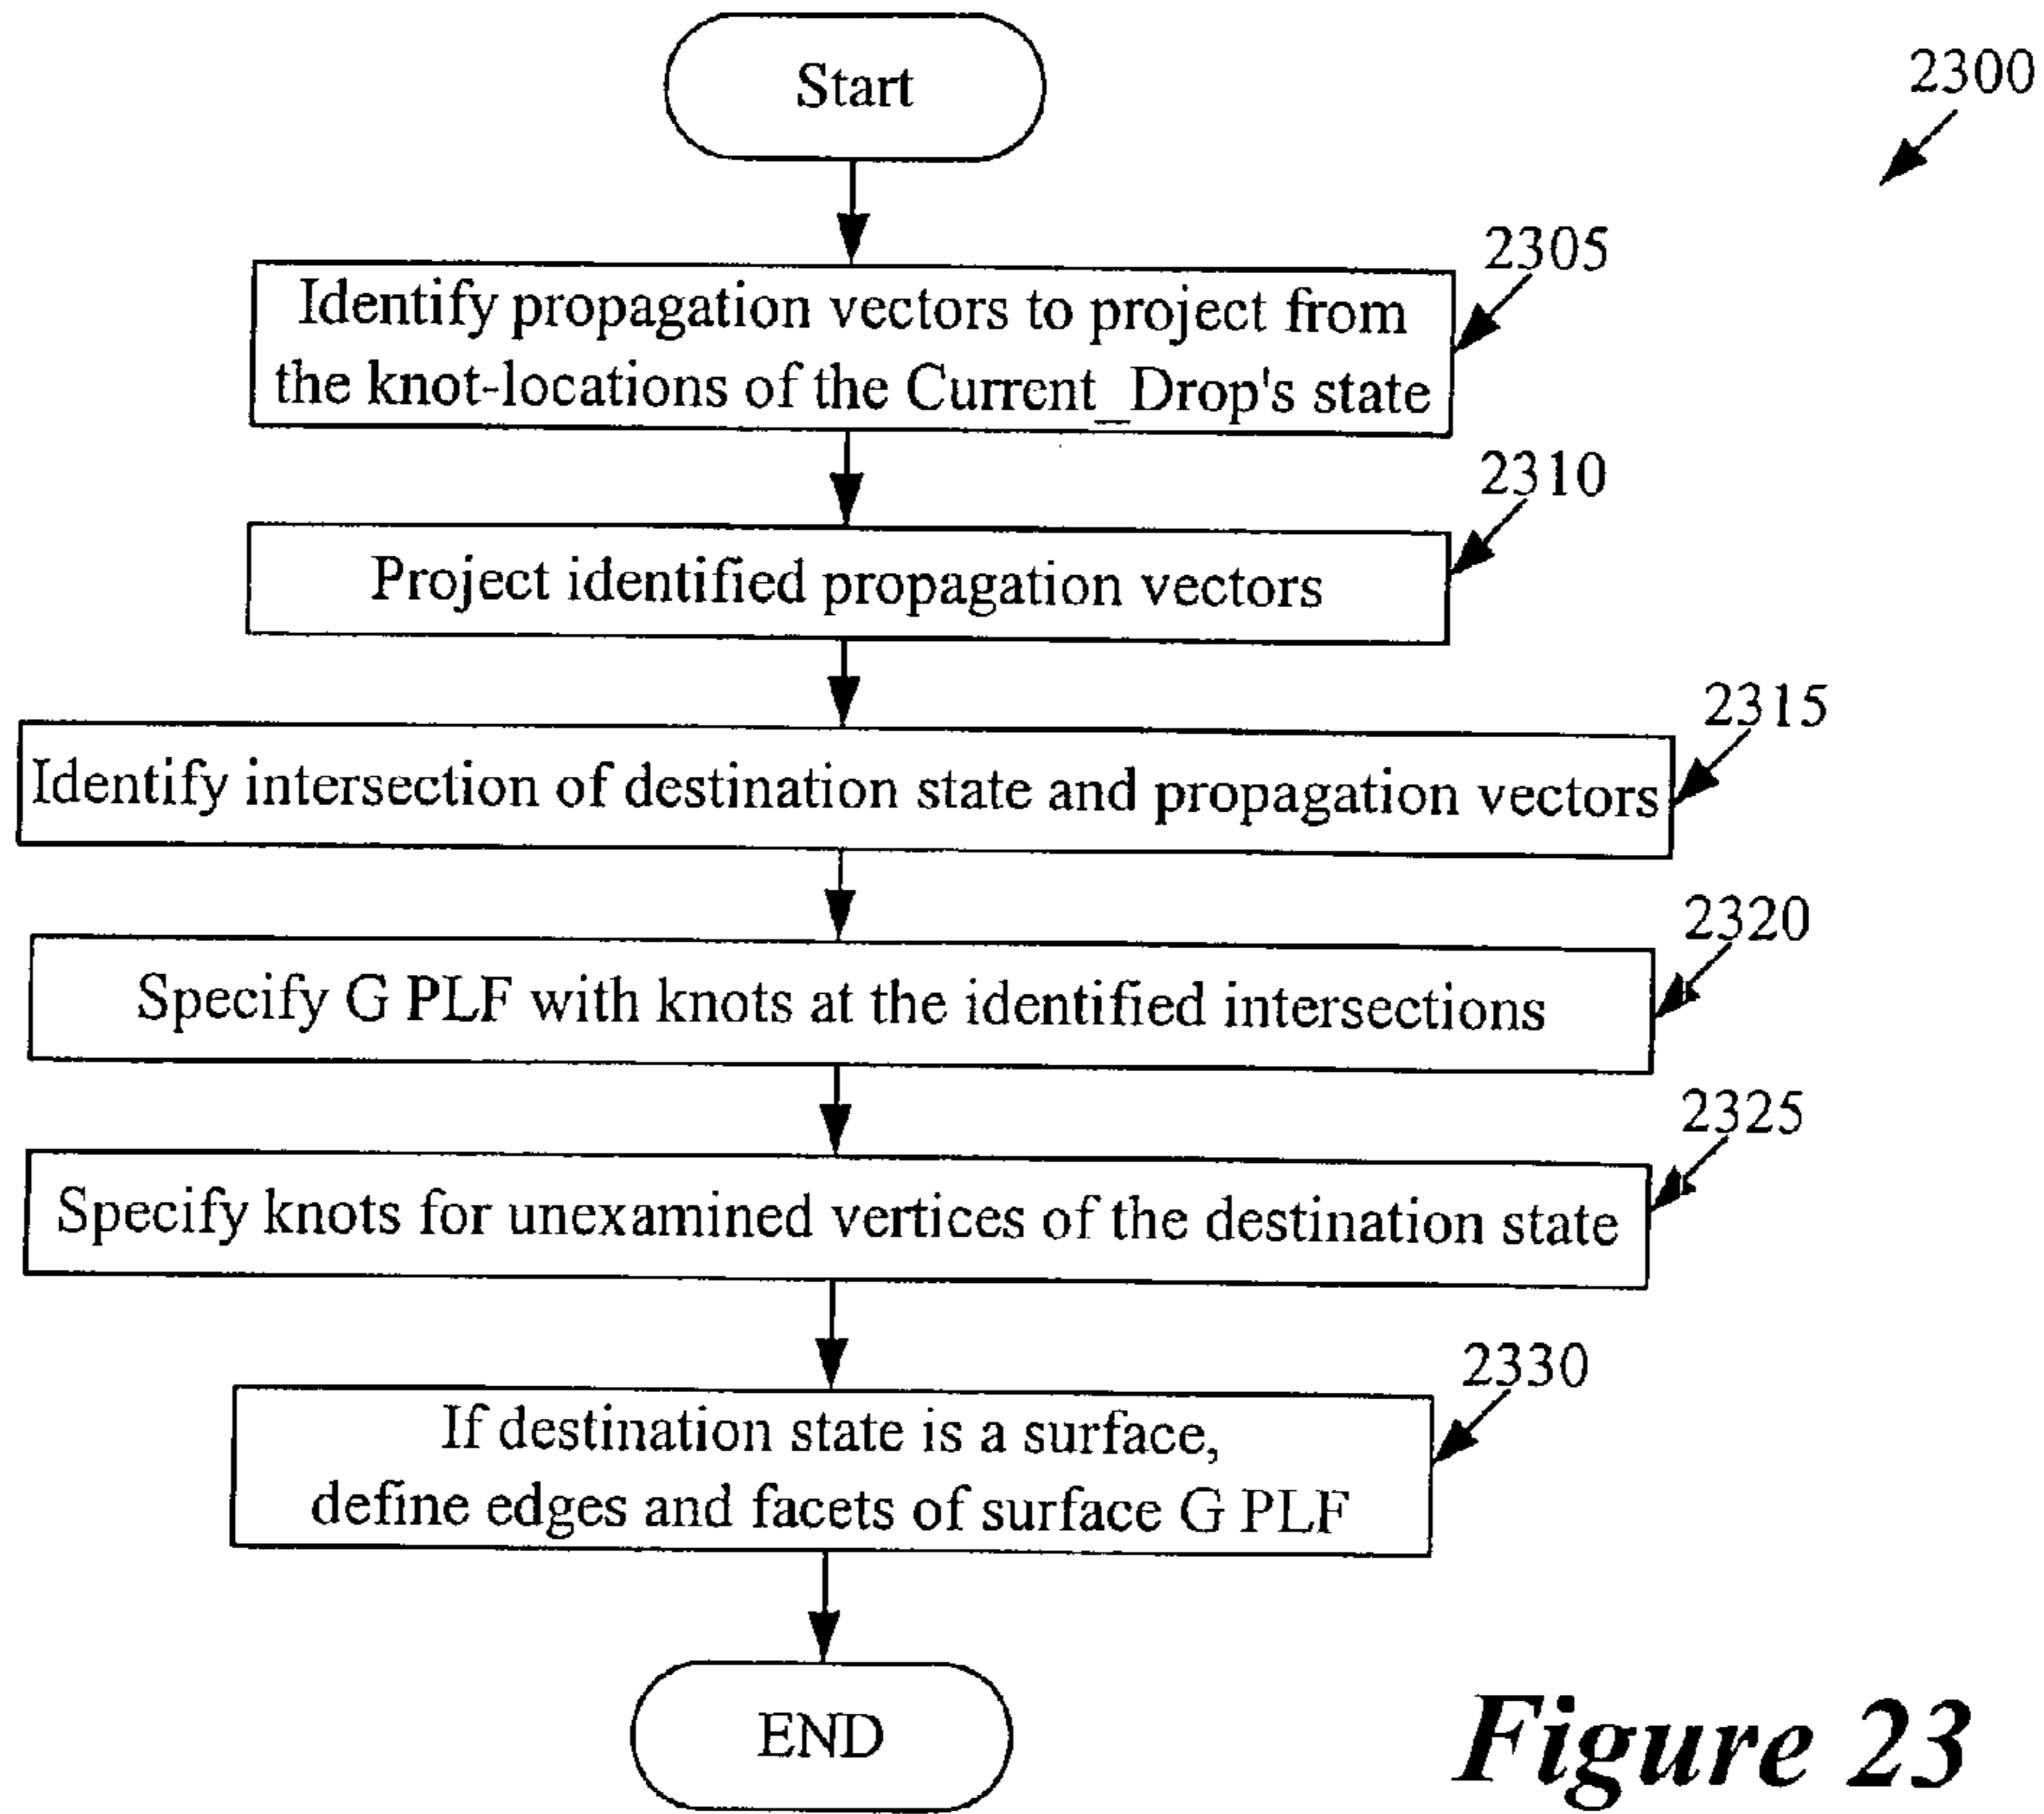 Start
2300
2305
Identify propagation vectors to project from
the knot-locations of the Current_Drop's state
2310
Project identified propagation vectors
2315
Identify intersection of destination state and propagation vectors
2320
Specify G PLF with knots at the identified intersections
2325
Specify knots for unexamined vertices of the destination state
2330
If destination state is a surface,
define edges and facets of surface G PLF
END
Figure 23